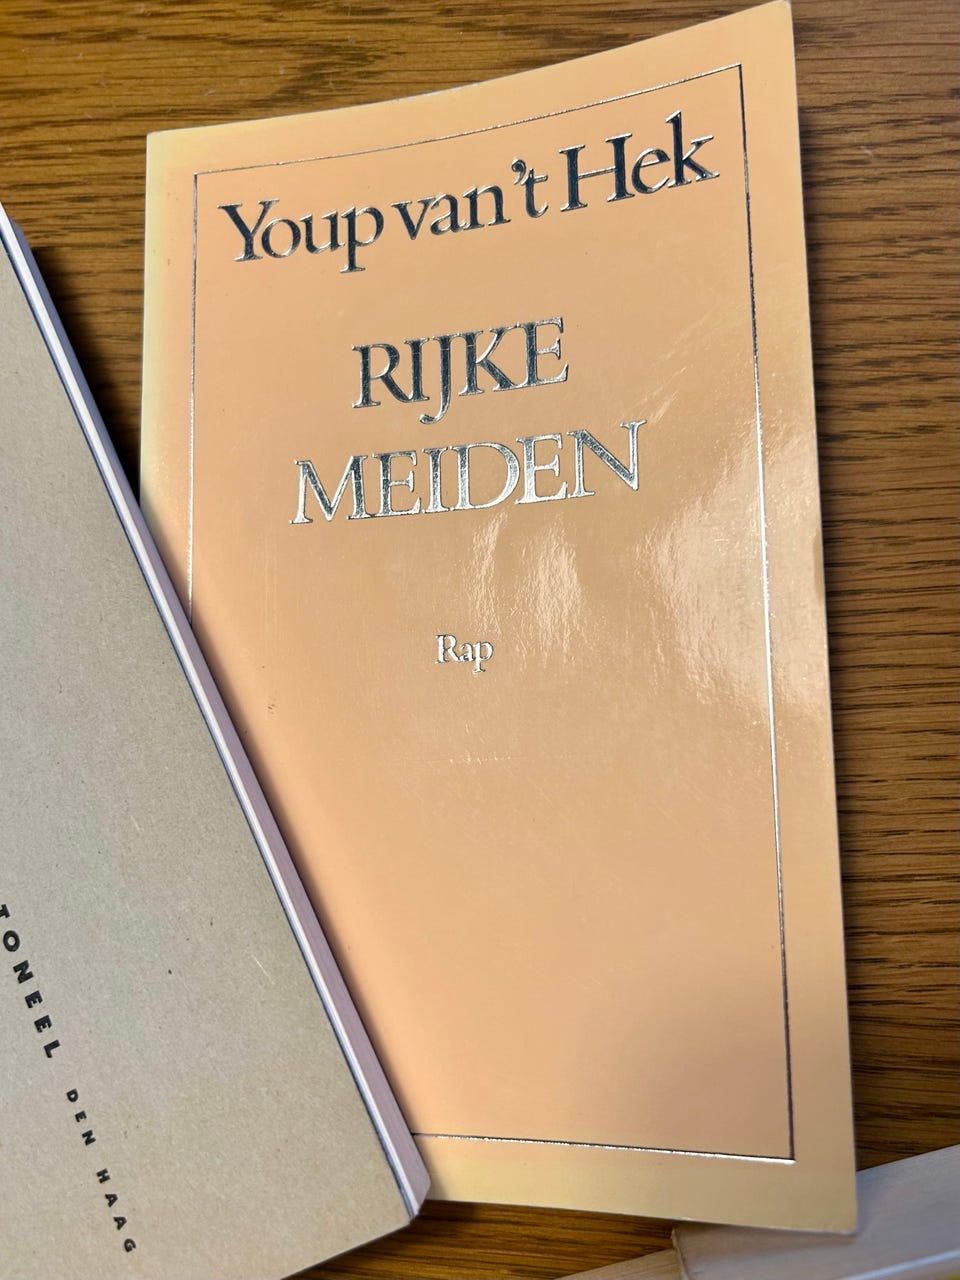 Youp van 't Hek
RIJKE
MEIDEN
Rap
TONEEL DEN HAAG